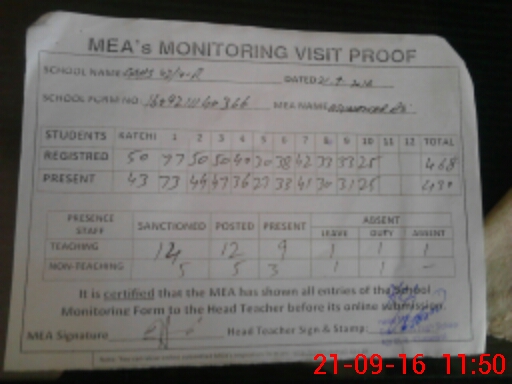 MEA's MONITORING VISIT PROOF
SCHOOL NAME: DATED 21.9.2016
SCHOOL FORM NO: MEA NAME
STUDENTS KATCHI 1 2 3 4 5 6 7 8 9 10 11 12 TOTAL
REGISTRED 50 77 50 50 40 30 38 42 33 33 25 468
PRESENT 43 73 44 47 36 27 33 41 30 31 25 430
PRESENCE STAFF SANCTIONED POSTED PRESENT ABSENT
LEAVE DUTY ABSENT
TEACHING 14 12 9 1 1 1
NON-TEACHING 5 5 3 1 1 -
It is certified that the MEA has shown all entries of the School
Monitoring Form to the Head Teacher before its online submission
MEA Signature Head Teacher Sign & Stamp
21-09-16 11:50